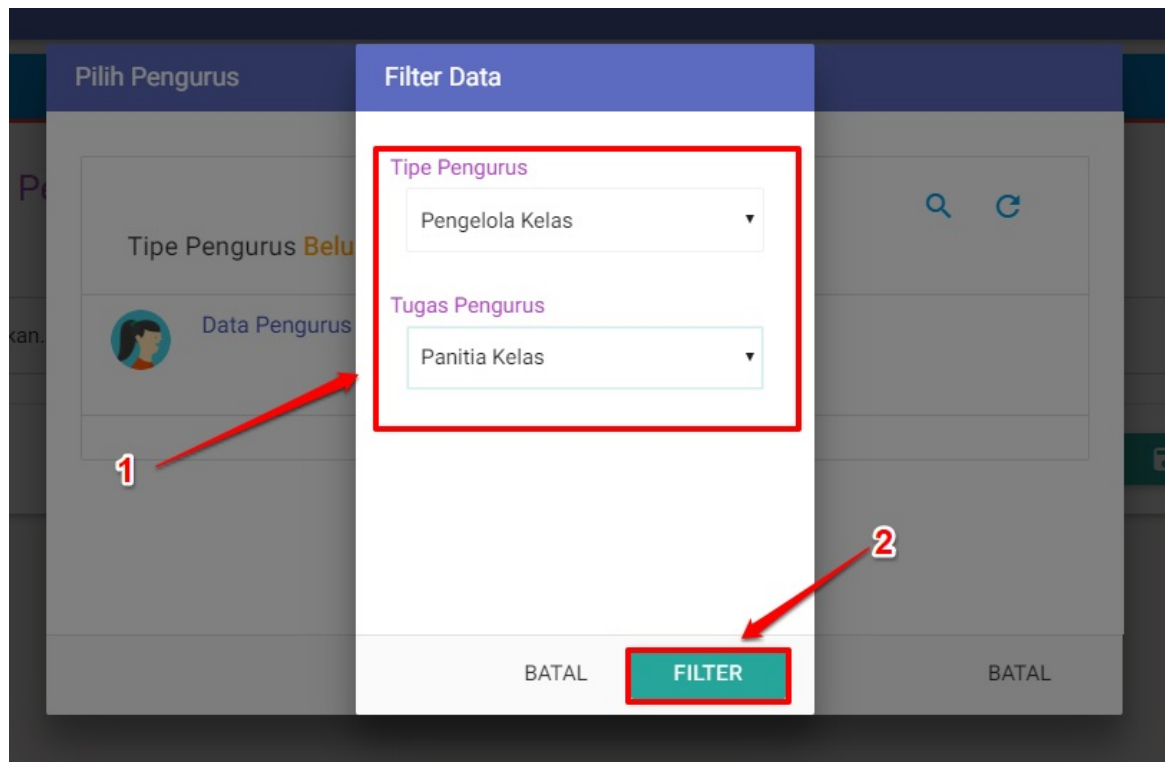 Pilih Pengurus
Filter Data
Tipe Pengurus
Pengelola Kelas
Tipe Pengurus Belu
Tugas Pengurus
Data Pengurus
kan.
Panitia Kelas
1
2
BATAL
FILTER
BATAL